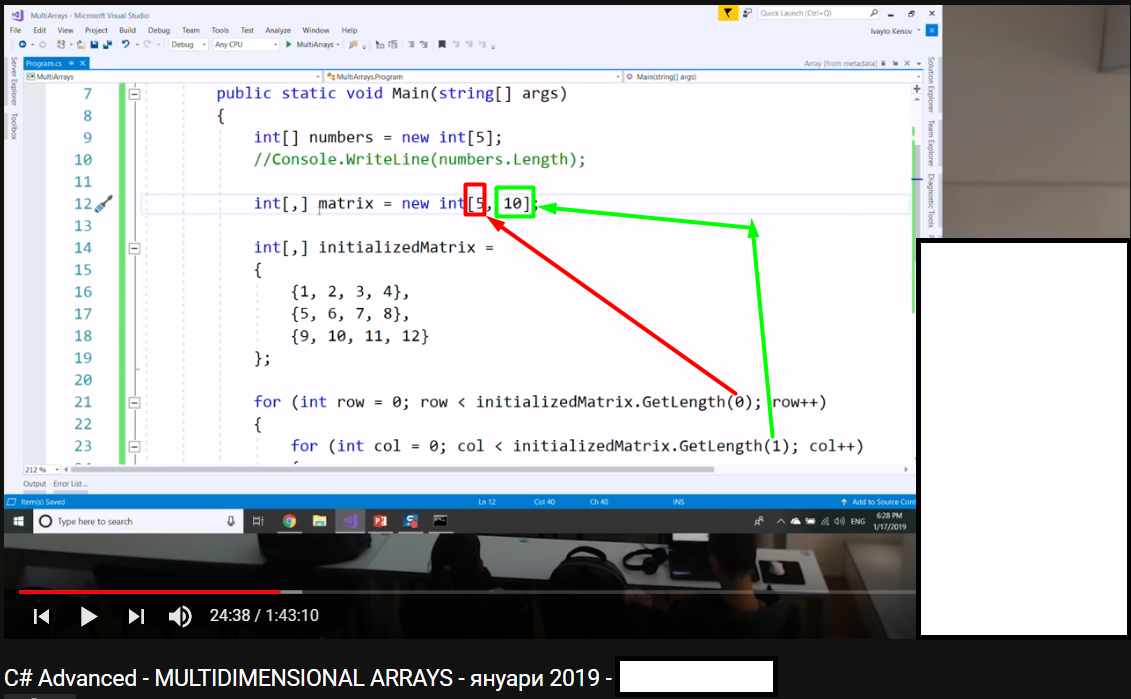 MultiArrays - Microsoft Visual Studio
Quick Launch (Ctrl+Q)
File Edit View Project Build Debug Team Tools Test Analyze Window Help
Ivaylo Kenov
Debug Any CPU MultiArrays
Server Explorer
Toolbox
Program.cs
Array [from metadata]
MultiArrays MultiArrays.Program Main(string[] args)
Solution Explorer
Team Explorer
Diagnostic Tools
7 public static void Main(string[] args)
8 {
9 int[] numbers = new int[5];
10 //Console.WriteLine(numbers.Length);
11
12 int[,] matrix = new int[5, 10];
13
14 int[,] initializedMatrix =
15 {
16 {1, 2, 3, 4},
17 {5, 6, 7, 8},
18 {9, 10, 11, 12}
19 };
20
21 for (int row = 0; row < initializedMatrix.GetLength(0); row++)
22 {
23 for (int col = 0; col < initializedMatrix.GetLength(1); col++)
212 %
Output Error List ...
Item(s) Saved Ln 12 Col 40 Ch 40 INS Add to Source Cont
Type here to search
ENG
6:28 PM
1/17/2019
24:38 / 1:43:10
C# Advanced - MULTIDIMENSIONAL ARRAYS - януари 2019 -